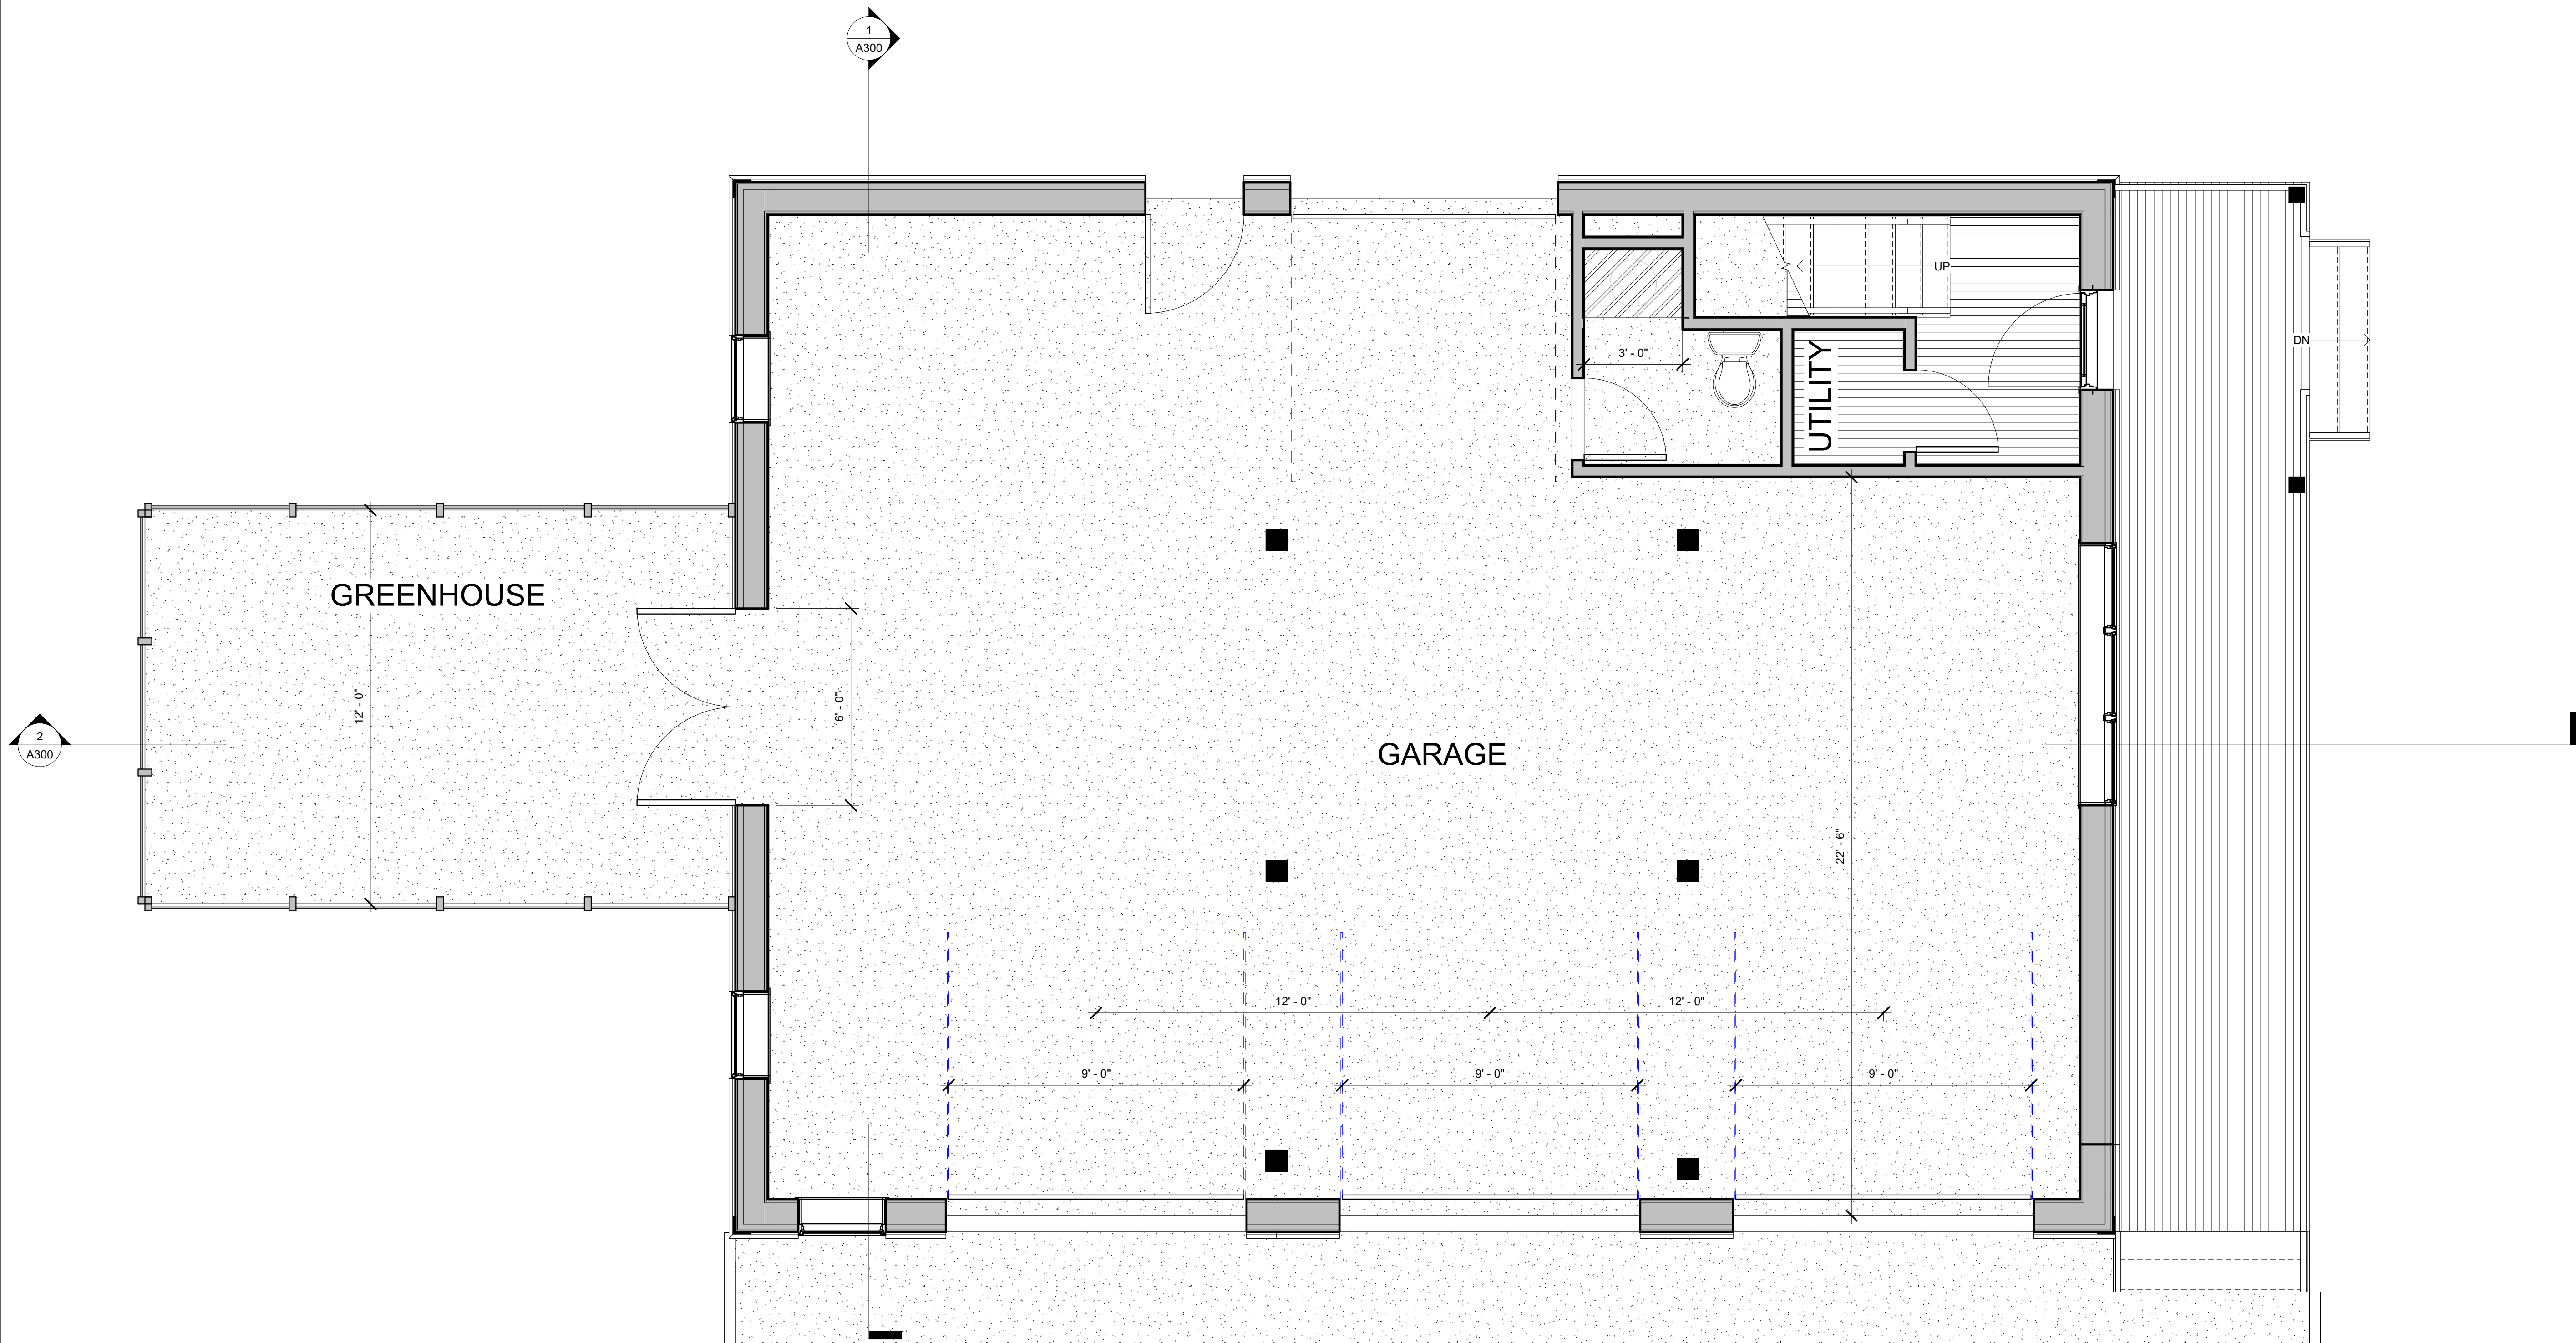 1
A300
UP
DN
3' - 0"
UTILITY
GREENHOUSE
12' - 0"
6' - 0"
2
A300
GARAGE
22' - 6"
12' - 0"
12' - 0"
9' - 0"
9' - 0"
9' - 0"